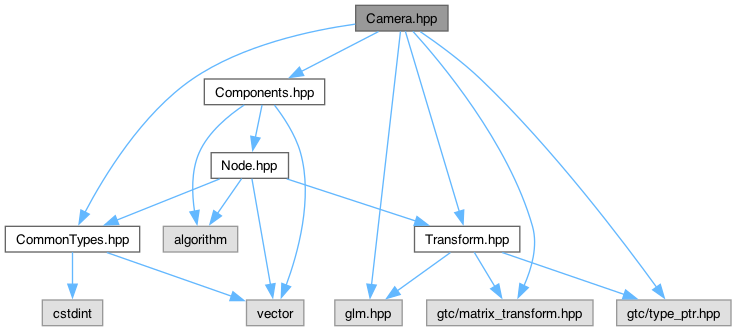 Camera.hpp
Components.hpp
Node.hpp
CommonTypes.hpp
algorithm
Transform.hpp
cstdint
vector
glm.hpp
gtc/matrix_transform.hpp
gtc/type_ptr.hpp